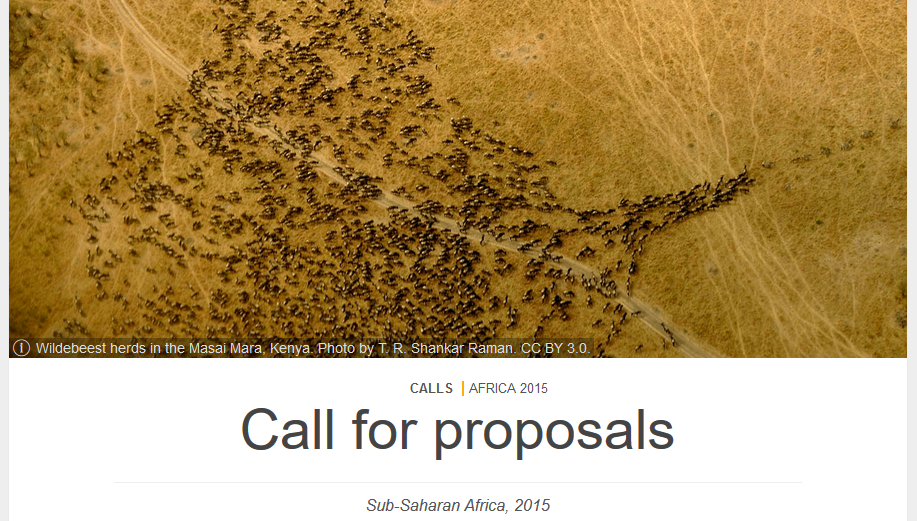 Wildebeest herds in the Masai Mara, Kenya. Photo by T. R. Shankar Raman. CC BY 3.0.
CALLS | AFRICA 2015
Call for proposals
Sub-Saharan Africa, 2015